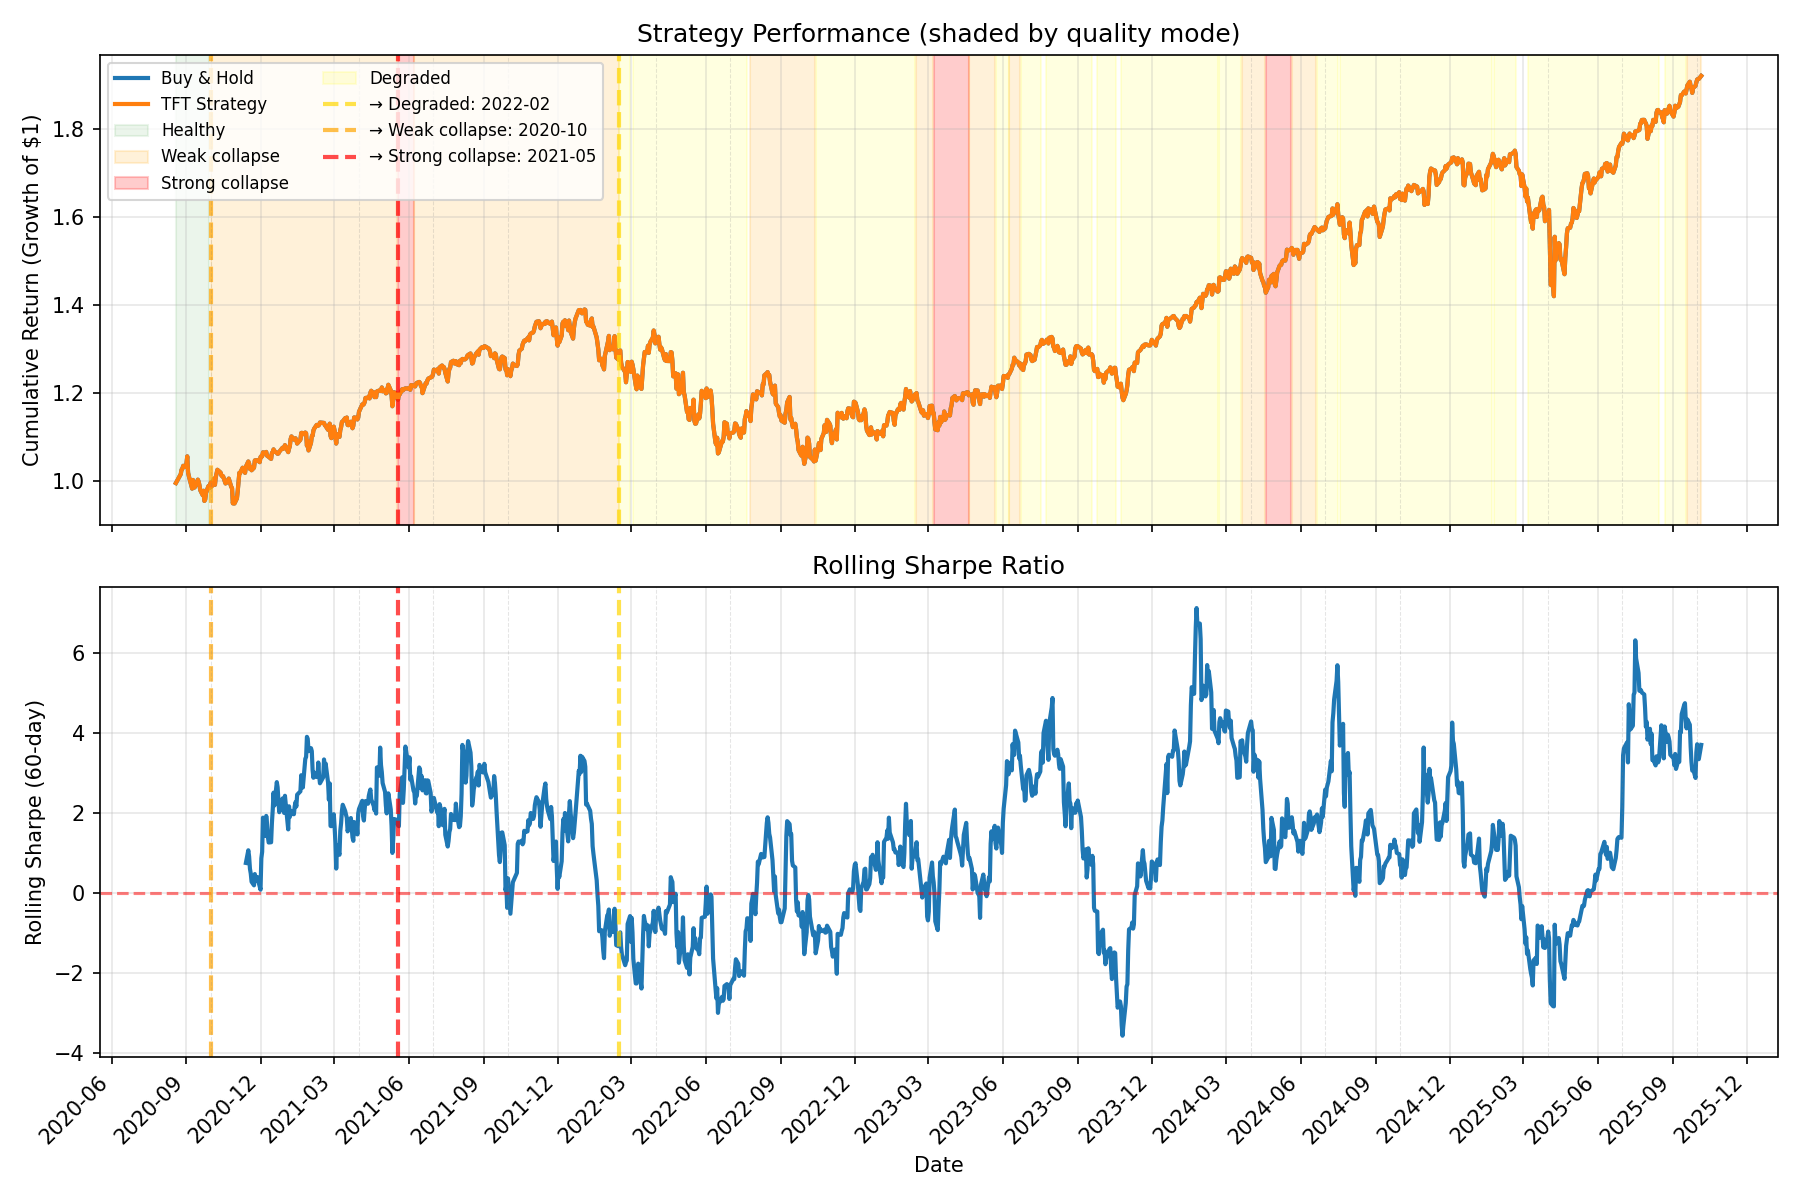 Strategy Performance (shaded by quality mode)
Cumulative Return (Growth of $1)
1.8
1.6
1.4
1.2
1.0
Buy & Hold
TFT Strategy
Healthy
Weak collapse
Strong collapse
Degraded
→ Degraded: 2022-02
→ Weak collapse: 2020-10
→ Strong collapse: 2021-05
Rolling Sharpe Ratio
Rolling Sharpe (60-day)
6
4
2
0
−2
−4
2020-06
2020-09
2020-12
2021-03
2021-06
2021-09
2021-12
2022-03
2022-06
2022-09
2022-12
2023-03
2023-06
2023-09
2023-12
2024-03
2024-06
2024-09
2024-12
2025-03
2025-06
2025-09
2025-12
Date